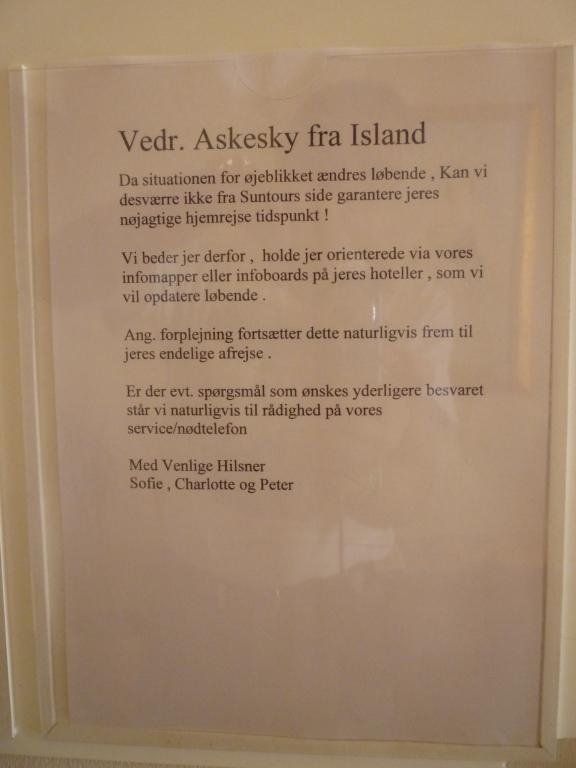 Vedr. Askesky fra Island
Da situationen for øjeblikket ændres løbende , Kan vi
desværre ikke fra Suntours side garantere jeres
nøjagtige hjemrejse tidspunkt !
Vi beder jer derfor , holde jer orienterede via vores
infomapper eller infoboards på jeres hoteller , som vi
vil opdatere løbende .
Ang. forplejning fortsætter dette naturligvis frem til
jeres endelige afrejse .
Er der evt. spørgsmål som ønskes yderligere besvaret
står vi naturligvis til rådighed på vores
service/nødtelefon
Med Venlige Hilsner
Sofie , Charlotte og Peter